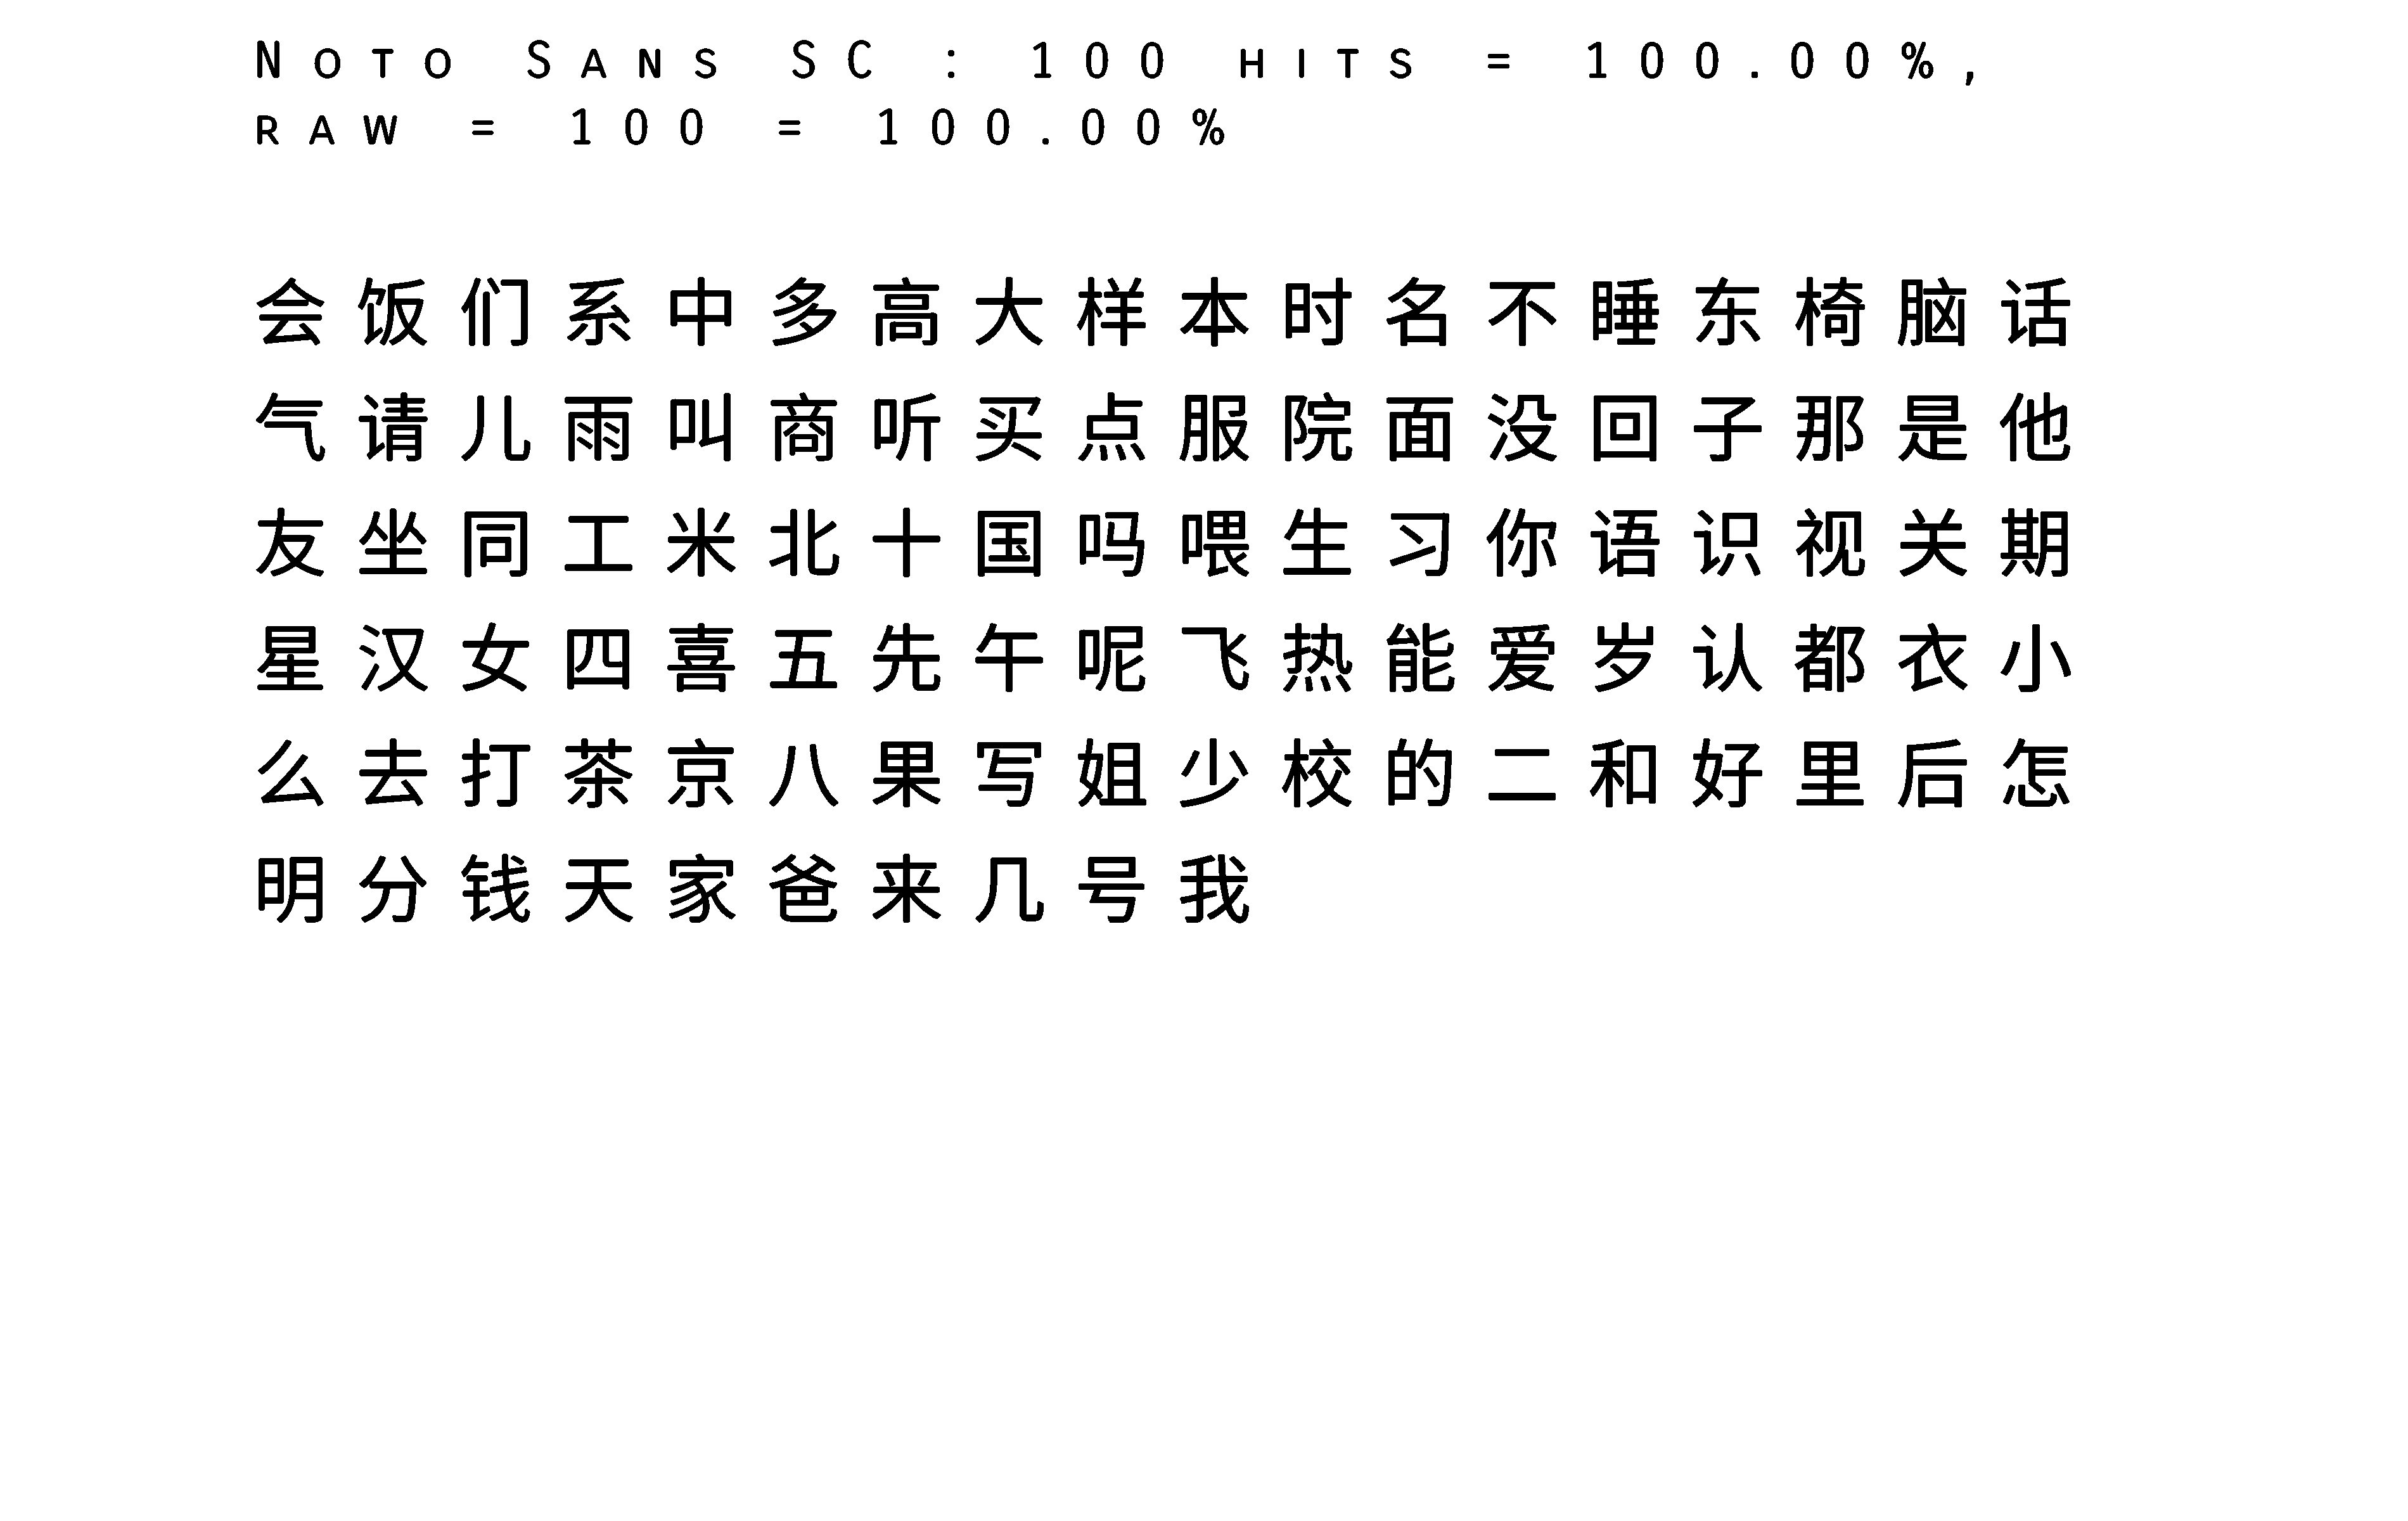 Noto Sans SC : 100 hits = 100.00%,
raw = 100 = 100.00%
会饭们系中多高大样本时名不睡东椅脑话
气请儿雨叫商听买点服院面没回子那是他
友坐同工米北十国吗喂生习你语识视关期
星汉女四喜五先午呢飞热能爱岁认都衣小
么去打茶京八果写姐少校的二和好里后怎
明分钱天家爸来几号我